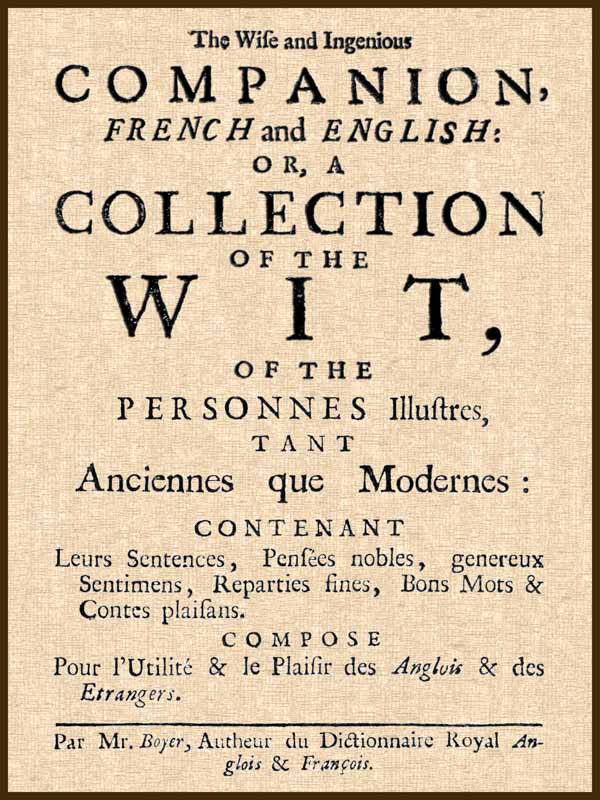 The Wiſe and Ingenious
COMPANION,
FRENCH and ENGLISH:
OR, A
COLLECTION
OF THE
WIT,
OF THE
PERSONNES Illuſtres,
TANT
Anciennes que Modernes :
CONTENANT
Leurs Sentences, Penſées nobles, genereux
Sentimens, Reparties fines, Bons Mots &
Contes plaiſans.
COMPOSE
Pour l'Utilité & le Plaiſir des Anglois & des
Etrangers.
Par Mr. Boyer, Autheur du Dictionnaire Royal An-
glois & François.